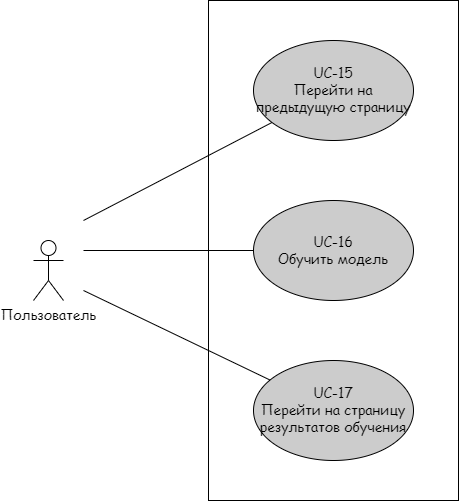 UC-15
Перейти на
предыдущую страницу
UC-16
Обучить модель
Пользователь
UC-17
Перейти на страницу
результатов обучения